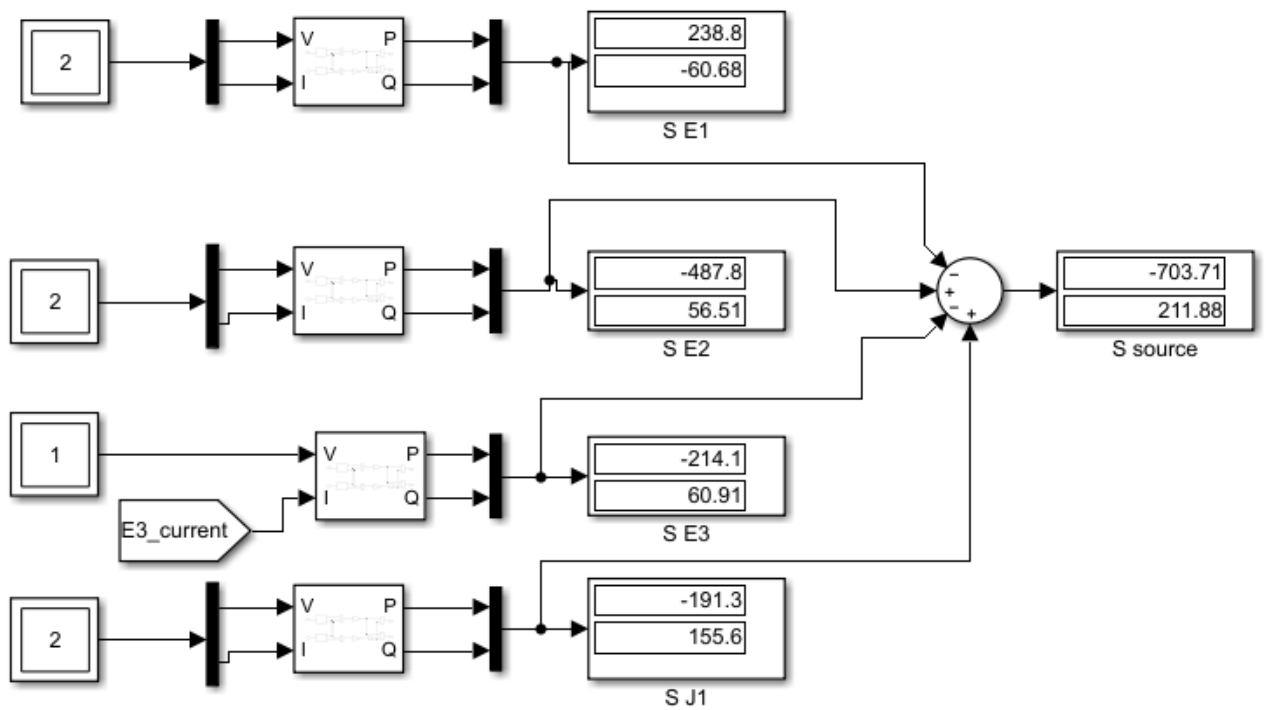 2
V
P
I
Q
238.8
-60.68
S E1
2
V
P
I
Q
-487.8
56.51
S E2
−
+
−
+
-703.71
211.88
S source
1
V
P
I
Q
E3_current
-214.1
60.91
S E3
2
V
P
I
Q
-191.3
155.6
S J1